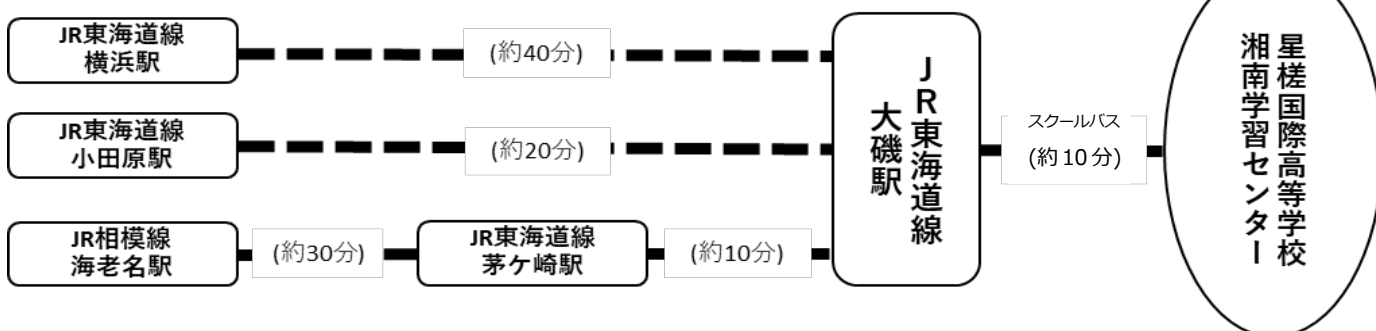 JR東海道線
横浜駅
(約40分)
JR東海道線
小田原駅
(約20分)
JR相模線
海老名駅
(約30分)
JR東海道線
茅ケ崎駅
(約10分)
JR東海道線
大磯駅
スクールバス
(約10分)
星槎国際高等学校
湘南学習センター